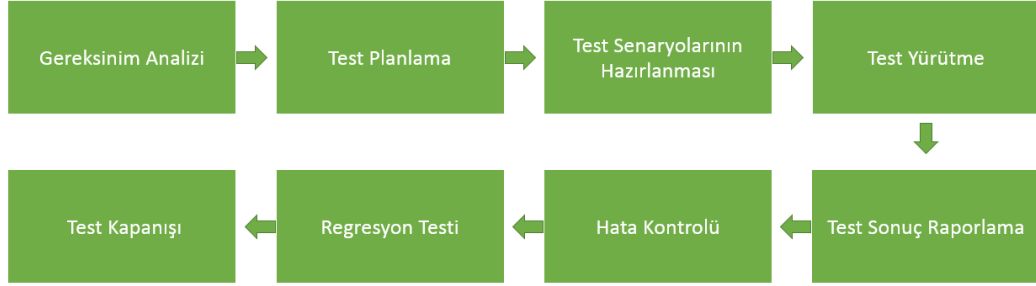 Gereksinim Analizi
Test Planlama
Test Senaryolarının
Hazırlanması
Test Yürütme
Test Sonuç Raporlama
Hata Kontrolü
Regresyon Testi
Test Kapanışı